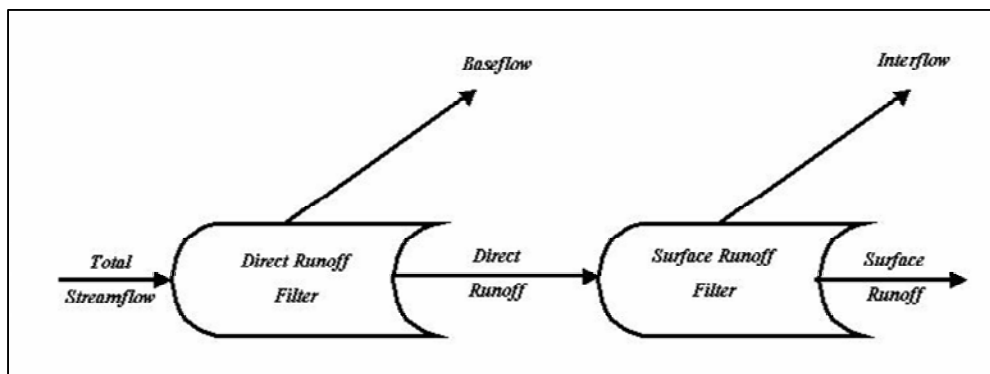 Baseflow
Interflow
Total
Streamflow
Direct Runoff
Filter
Direct
Runoff
Surface Runoff
Filter
Surface
Runoff